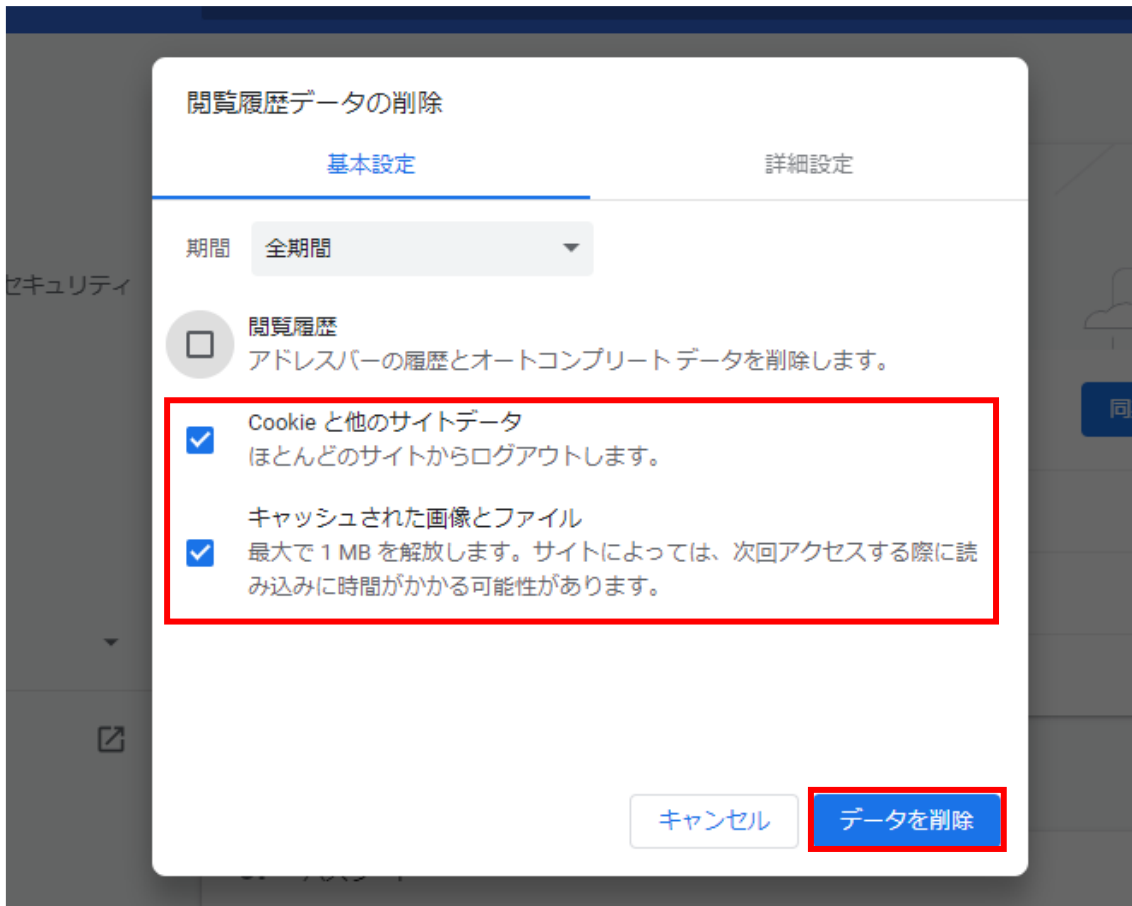 閲覧履歴データの削除
基本設定
詳細設定
期間
全期間
セキュリティ
閲覧履歴
アドレスバーの履歴とオートコンプリート データを削除します。
Cookie と他のサイトデータ
ほとんどのサイトからログアウトします。
同
キャッシュされた画像とファイル
最大で 1 MB を解放します。サイトによっては、次回アクセスする際に読
み込みに時間がかかる可能性があります。
キャンセル
データを削除